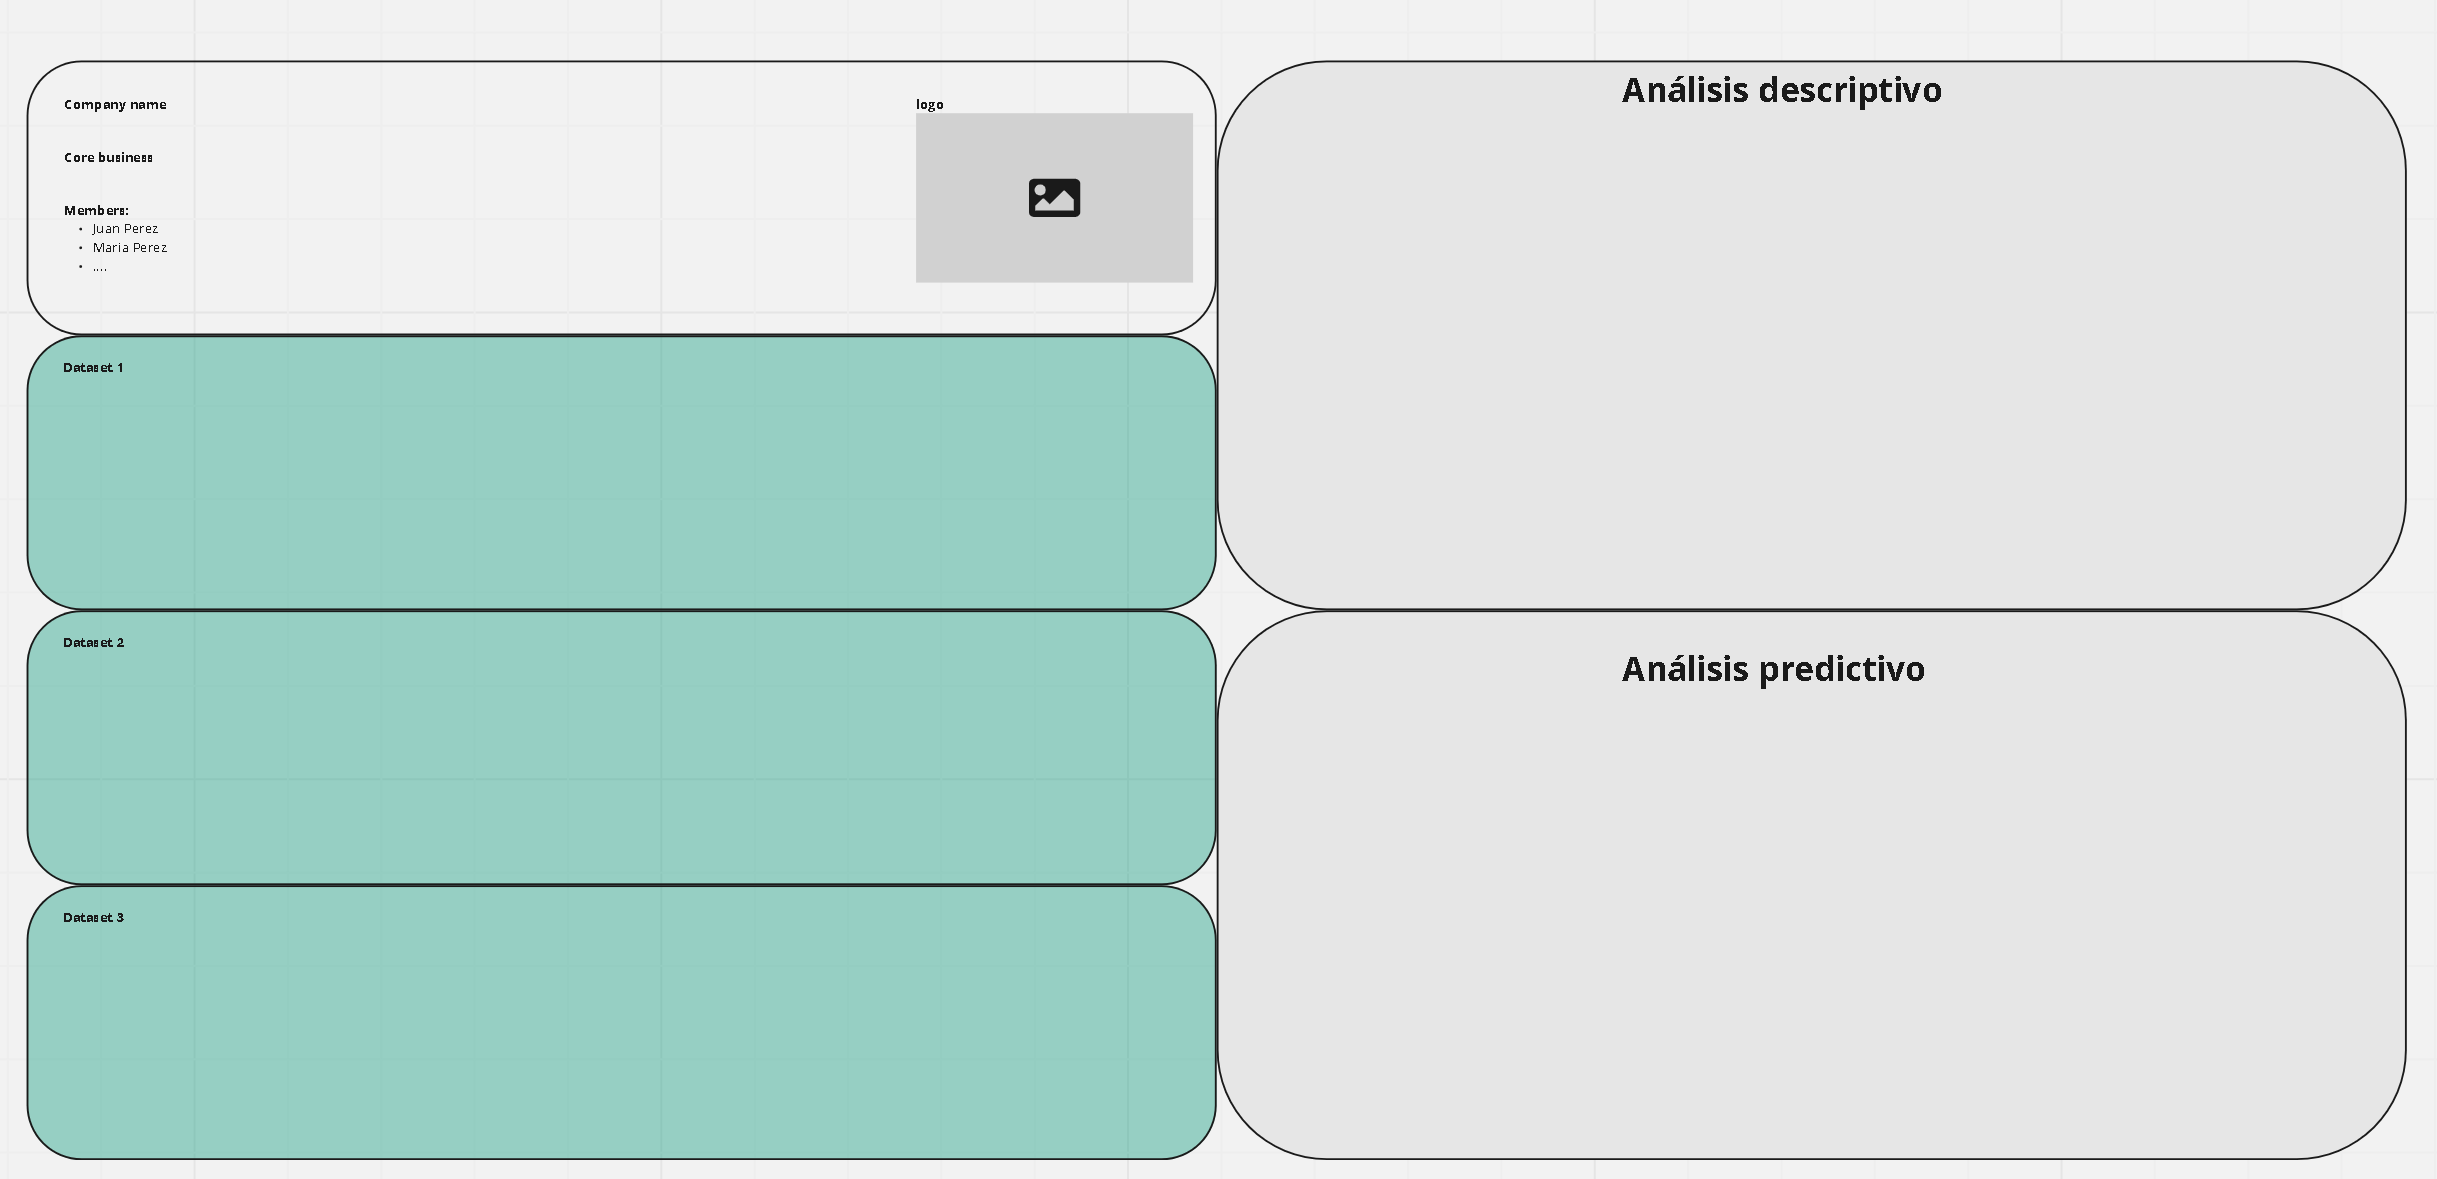 Company name
logo
Core business
Members:
• Juan Perez
• Maria Perez
• ....
Dataset 1
Dataset 2
Dataset 3
Análisis descriptivo
Análisis predictivo